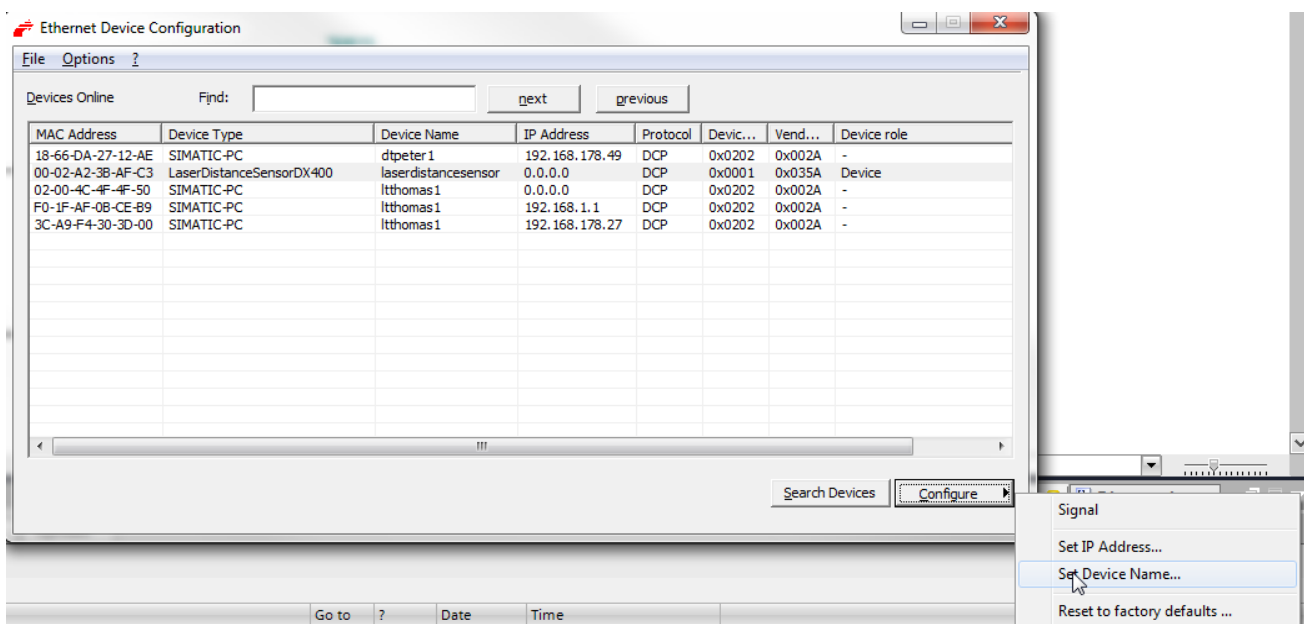 Ethernet Device Configuration
File Options ?
Devices Online Find: next previous
MAC Address Device Type Device Name IP Address Protocol Devic... Vend... Device role
18-66-DA-27-12-AE SIMATIC-PC dtpeter1 192.168.178.49 DCP 0x0202 0x002A -
00-02-A2-3B-AF-C3 LaserDistanceSensorDX400 laserdistancesensor 0.0.0.0 DCP 0x0001 0x035A Device
02-00-4C-4F-4F-50 SIMATIC-PC ltthomas1 0.0.0.0 DCP 0x0202 0x002A -
F0-1F-AF-0B-CE-B9 SIMATIC-PC ltthomas1 192.168.1.1 DCP 0x0202 0x002A -
3C-A9-F4-30-3D-00 SIMATIC-PC ltthomas1 192.168.178.27 DCP 0x0202 0x002A -
Search Devices Configure
Signal
Set IP Address...
Set Device Name...
Reset to factory defaults ...
Go to ? Date Time